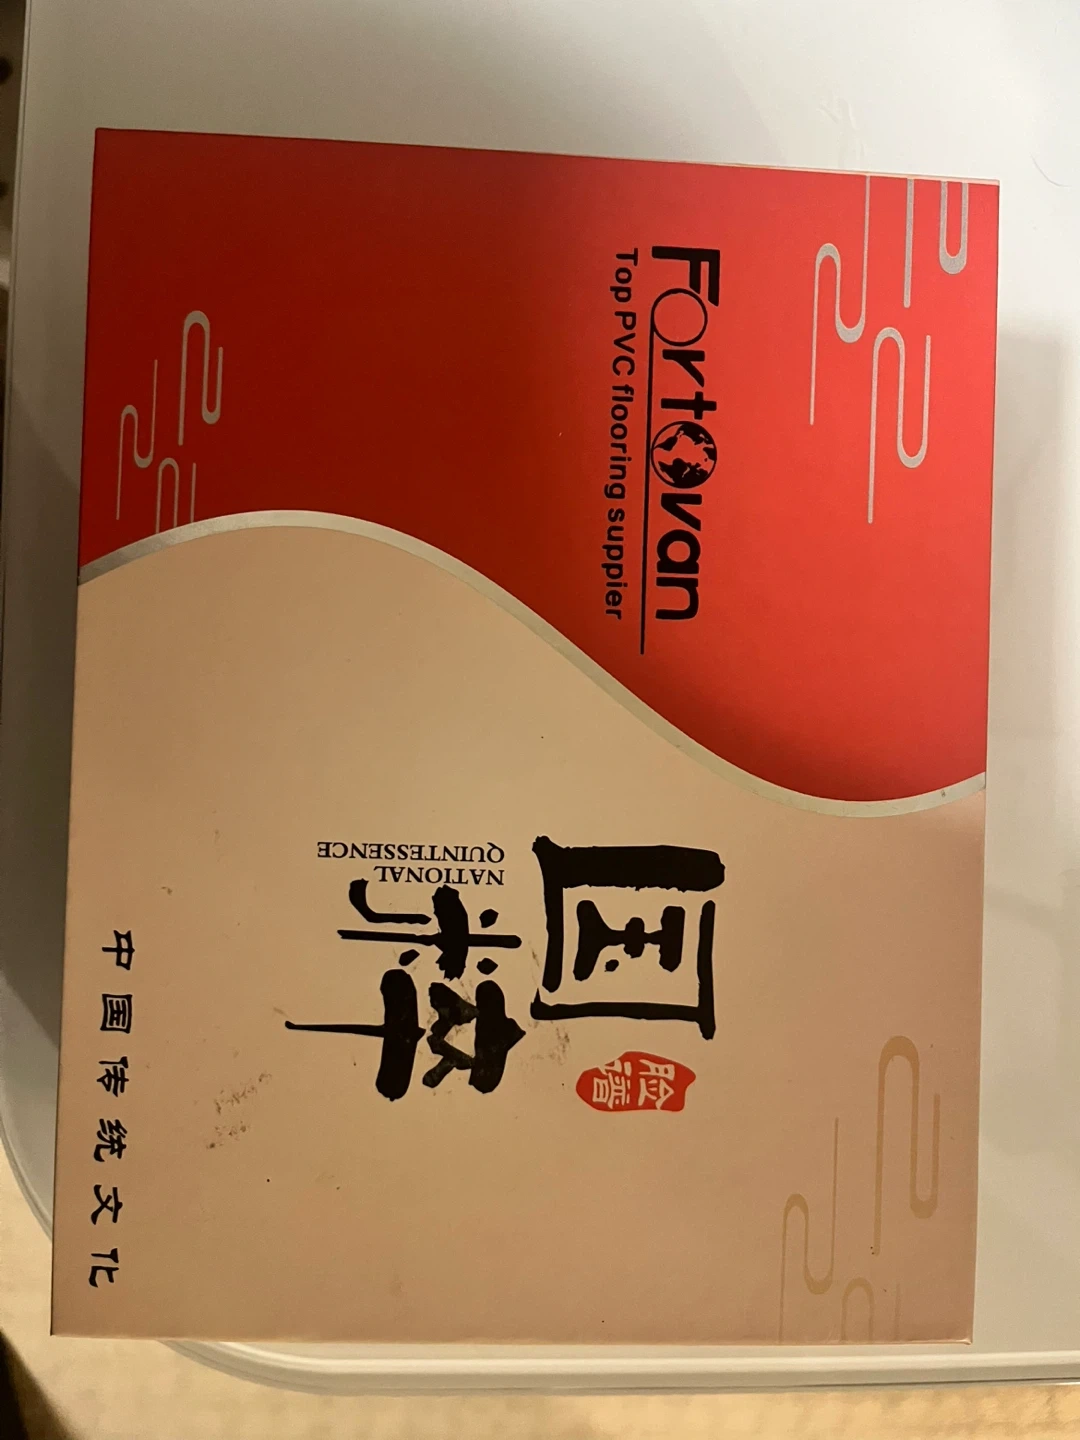 Fortovan
Top PVC flooring suppier
国粹
NATIONAL
QUINTESSENCE
脸谱
中国传统文化